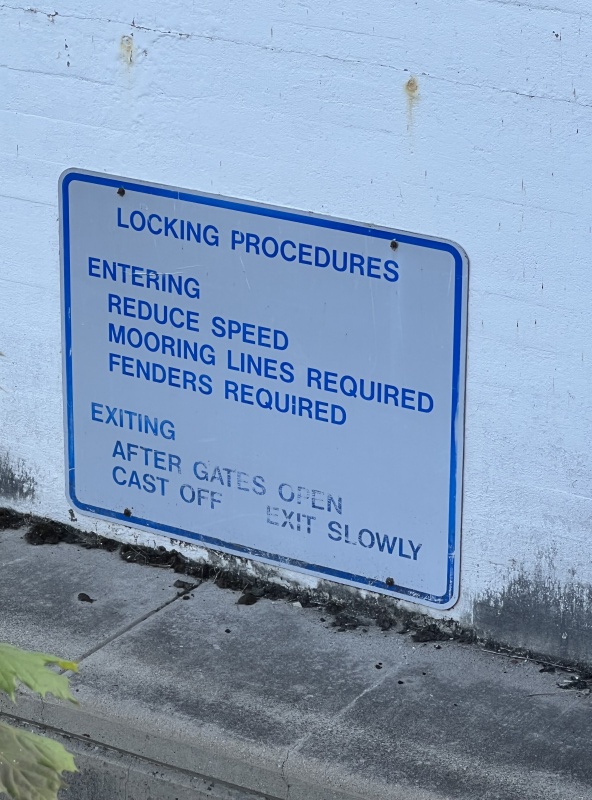 LOCKING PROCEDURES
ENTERING
REDUCE SPEED
MOORING LINES REQUIRED
FENDERS REQUIRED
EXITING
AFTER GATES OPEN
CAST OFF EXIT SLOWLY